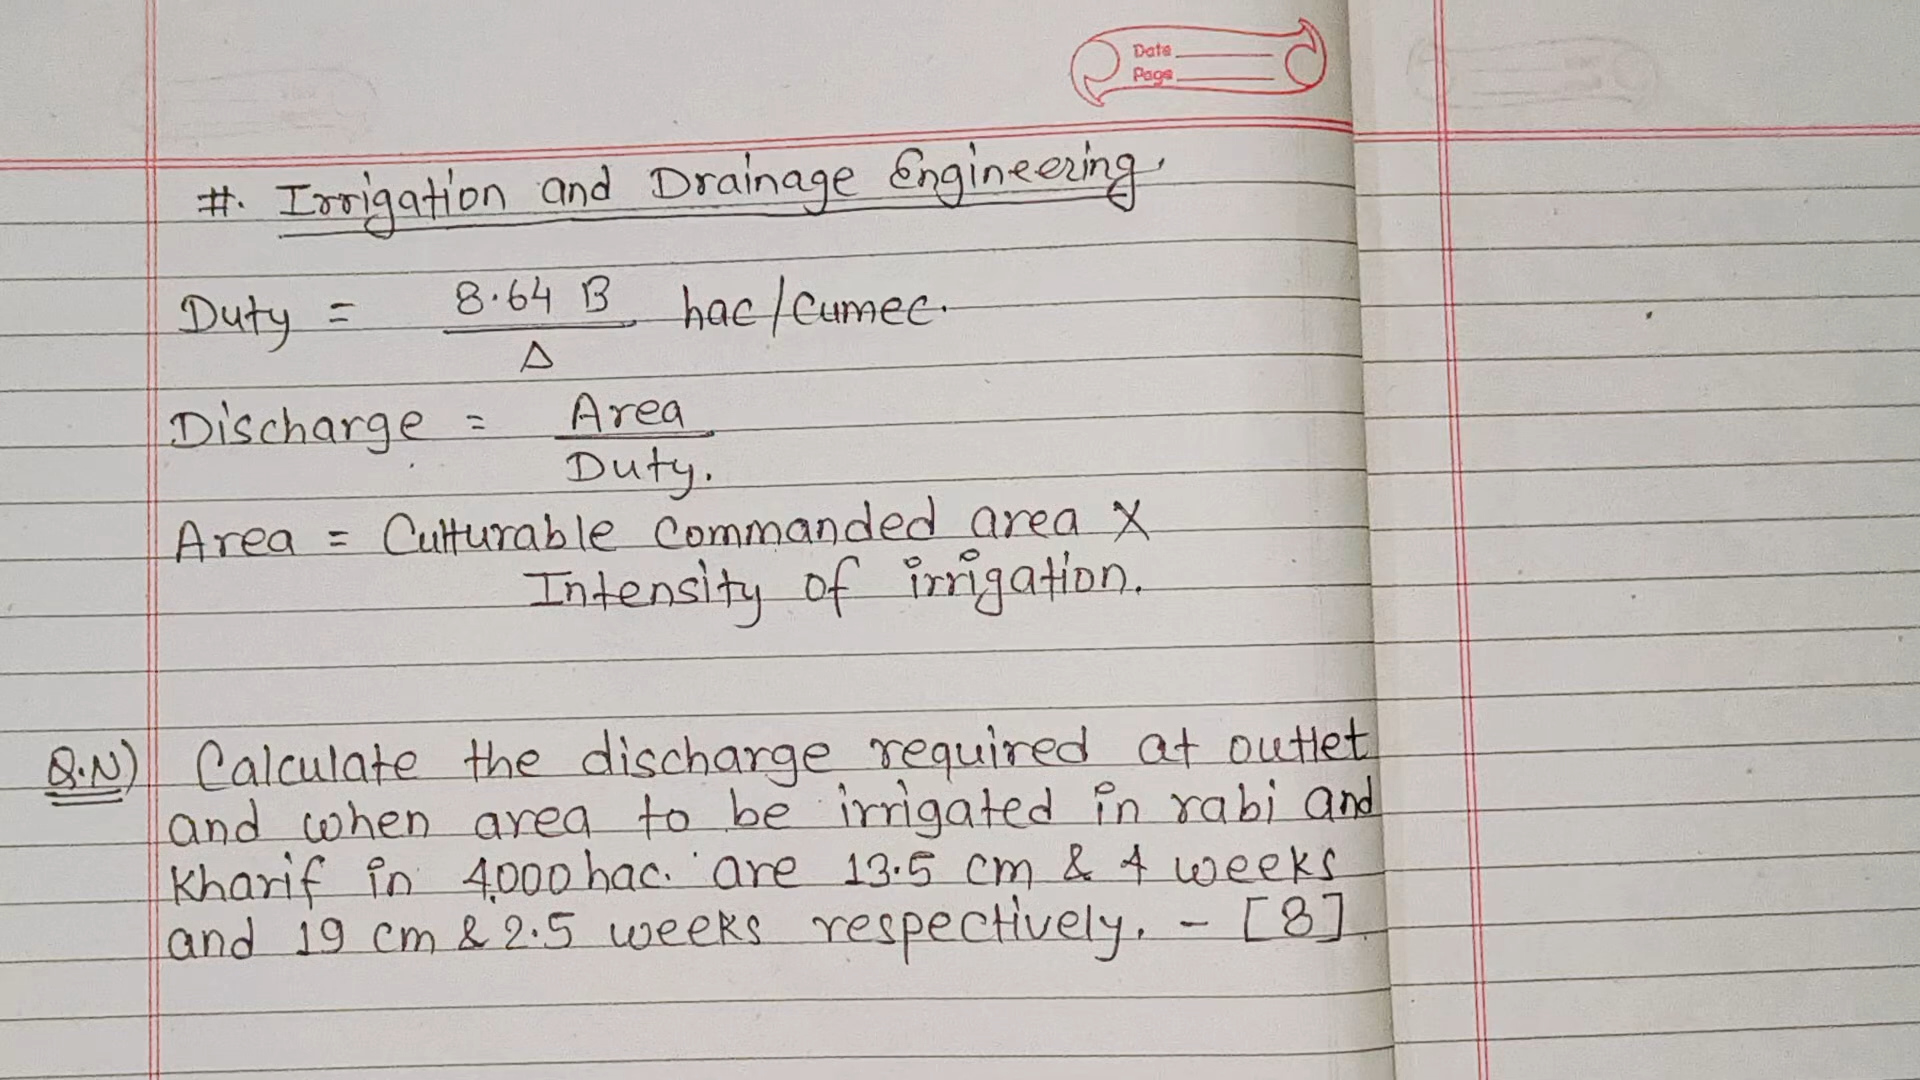 Date
Page
#. Irrigation and Drainage Engineering.
Duty = 8.64 B / Δ hac/cumec.
Discharge = Area / Duty.
Area = Culturable commanded area X
Intensity of irrigation.
Q.N) Calculate the discharge required at outlet
and when area to be irrigated in rabi and
Kharif in 4000 hac. are 13.5 cm & 4 weeks
and 19 cm & 2.5 weeks respectively. - [8]